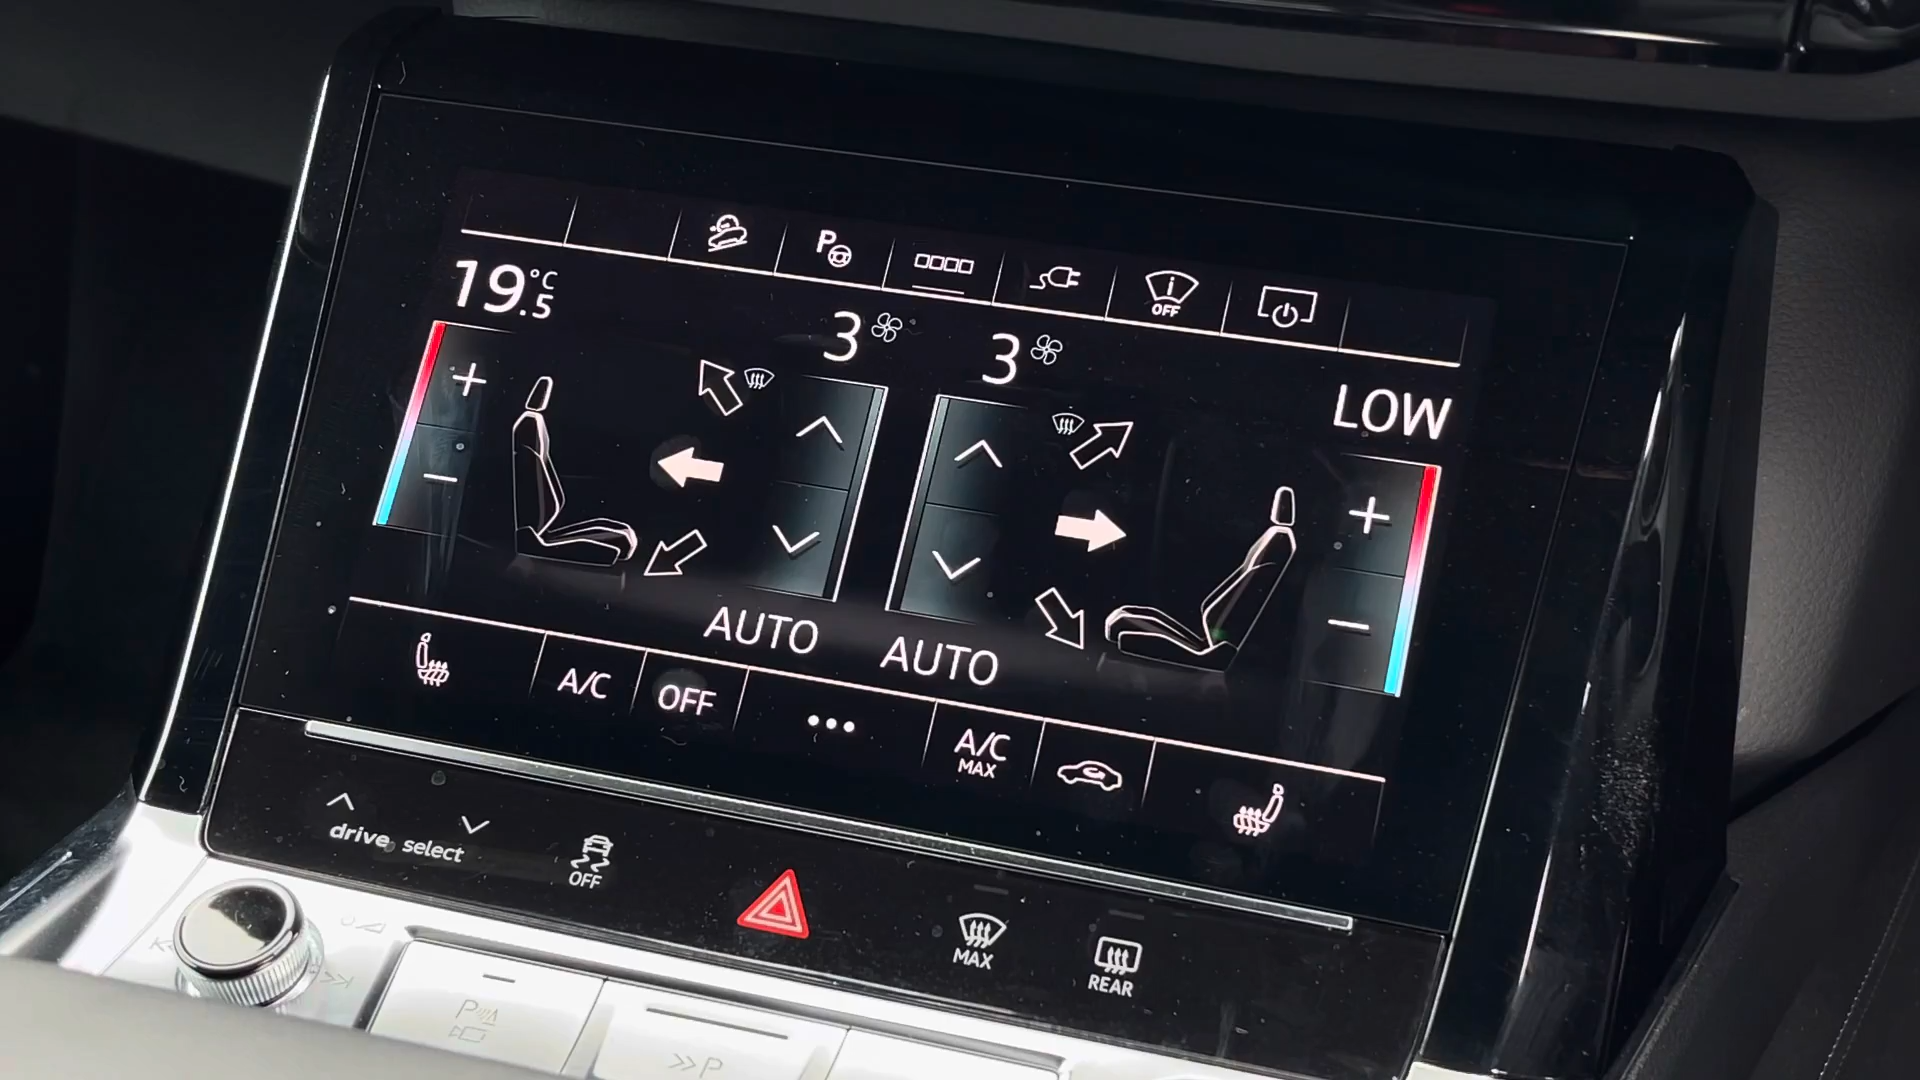 P
OFF
19.5 °C
3
3
LOW
AUTO
AUTO
A/C
OFF
•••
A/C
MAX
drive select
OFF
MAX
REAR
P
>>P